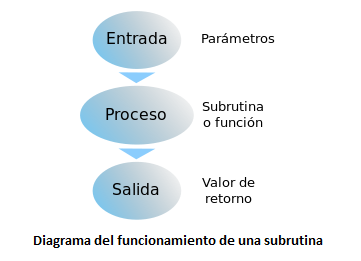 Entrada
Parámetros
Proceso
Subrutina
o función
Salida
Valor de
retorno
Diagrama del funcionamiento de una subrutina